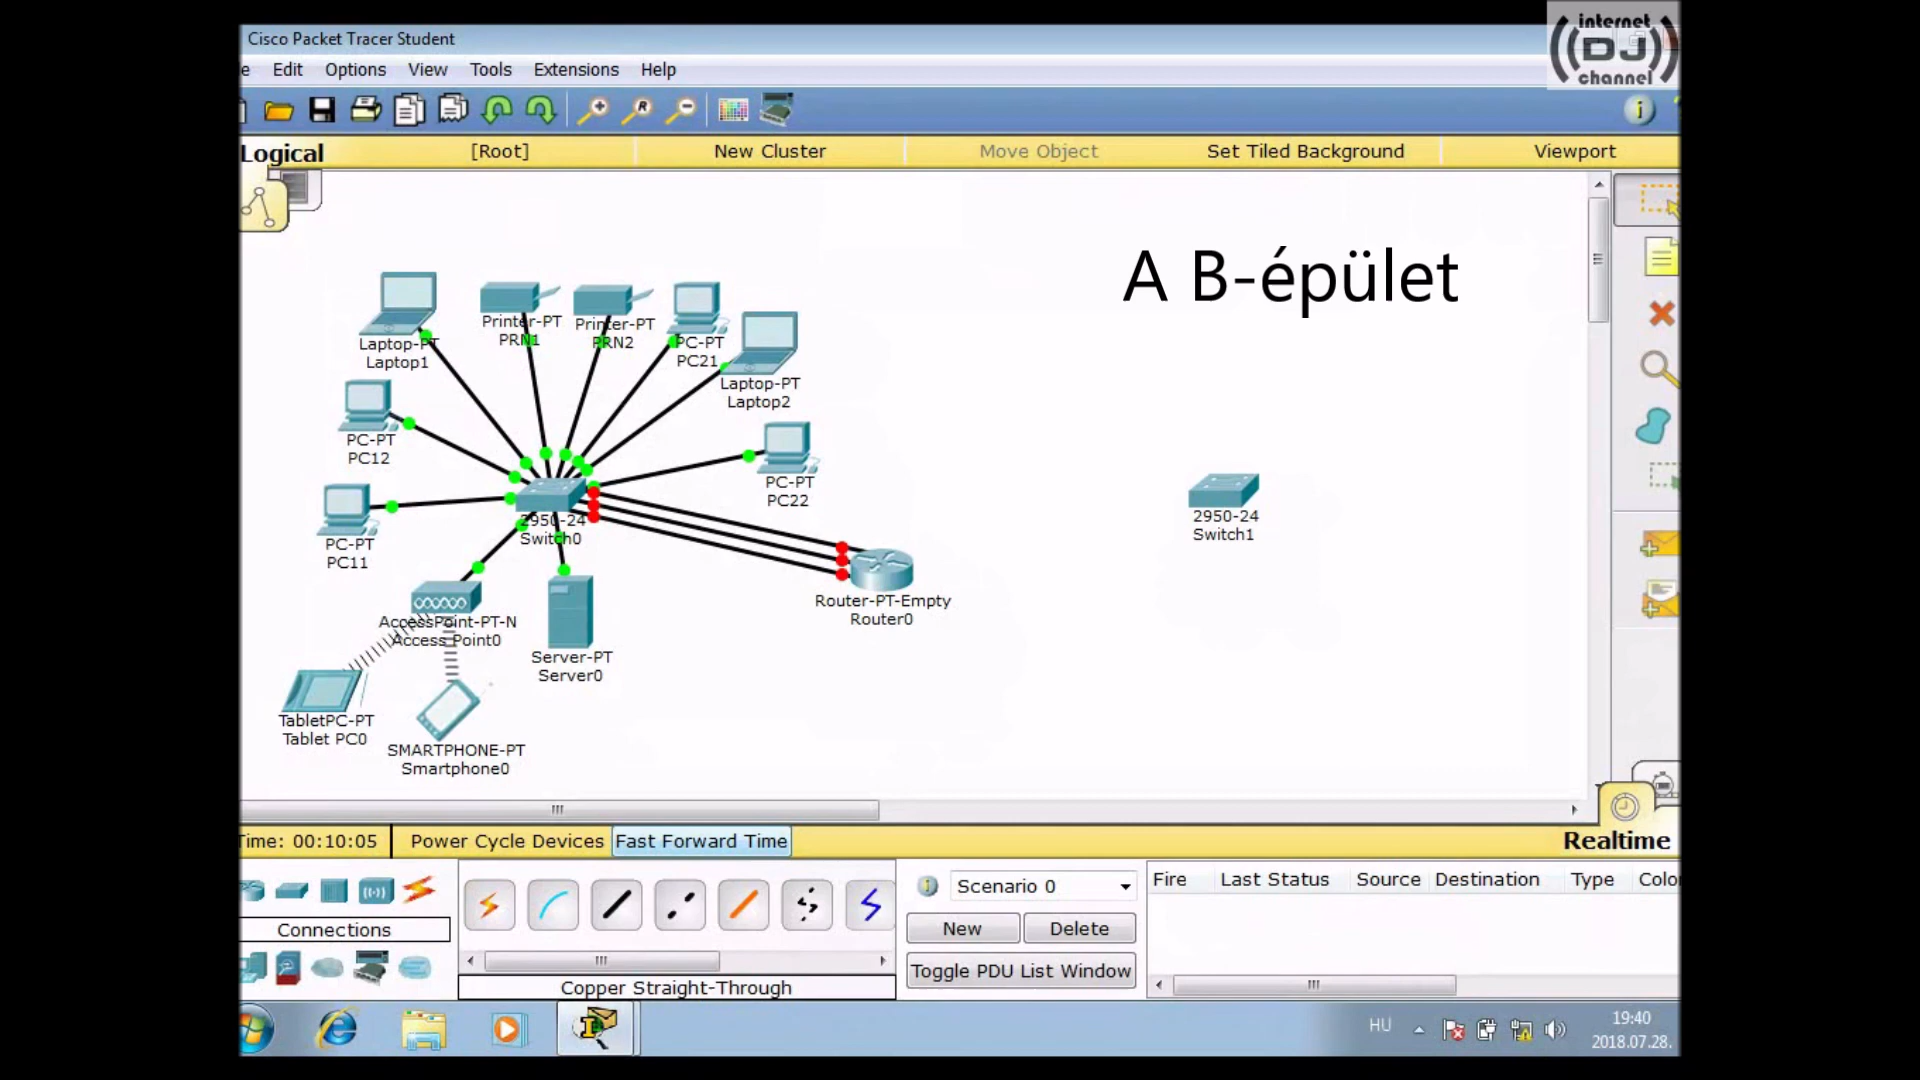 internet
DJ
channel
Cisco Packet Tracer Student
e Edit Options View Tools Extensions Help
Logical [Root] New Cluster Move Object Set Tiled Background Viewport
A B-épület
Laptop-PT
Laptop1
Printer-PT
PRN1
Printer-PT
PRN2
PC-PT
PC21
Laptop-PT
Laptop2
PC-PT
PC12
PC-PT
PC22
PC-PT
PC11
2950-24
Switch0
2950-24
Switch1
Router-PT-Empty
Router0
AccessPoint-PT-N
Access Point0
Server-PT
Server0
TabletPC-PT
Tablet PC0
SMARTPHONE-PT
Smartphone0
Time: 00:10:05 Power Cycle Devices Fast Forward Time Realtime
Connections
Copper Straight-Through
Scenario 0
New Delete
Toggle PDU List Window
Fire Last Status Source Destination Type Color
HU
19:40
2018.07.28.